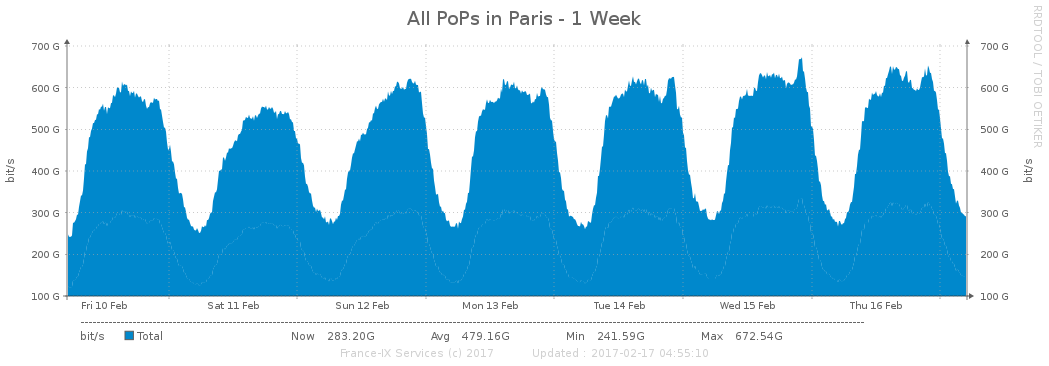 All PoPs in Paris - 1 Week
RRDTOOL / TOBI OETIKER
700 G 700 G
600 G 600 G
500 G 500 G
400 G 400 G
300 G 300 G
200 G 200 G
100 G 100 G
bit/s bit/s
Fri 10 Feb Sat 11 Feb Sun 12 Feb Mon 13 Feb Tue 14 Feb Wed 15 Feb Thu 16 Feb
bit/s Total Now 283.20G Avg 479.16G Min 241.59G Max 672.54G
France-IX Services (c) 2017 Updated : 2017-02-17 04:55:10